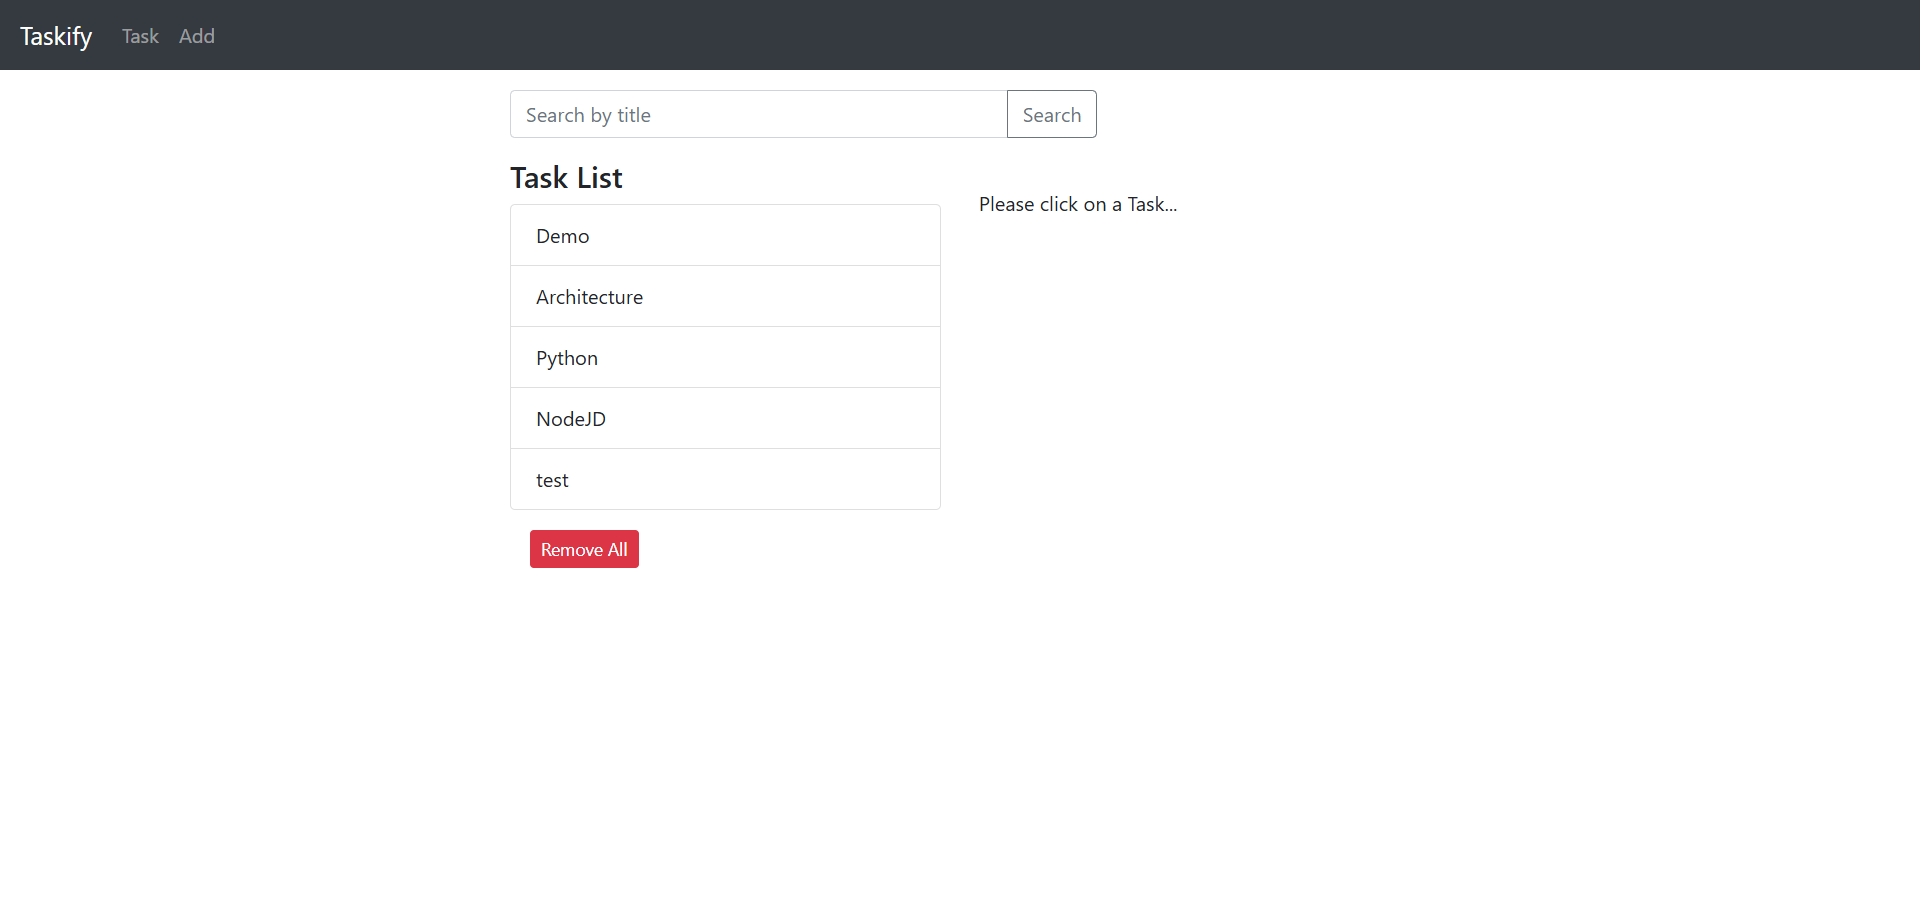 Taskify Task Add
Search by title Search
Task List
Please click on a Task...
Demo
Architecture
Python
NodeJD
test
Remove All